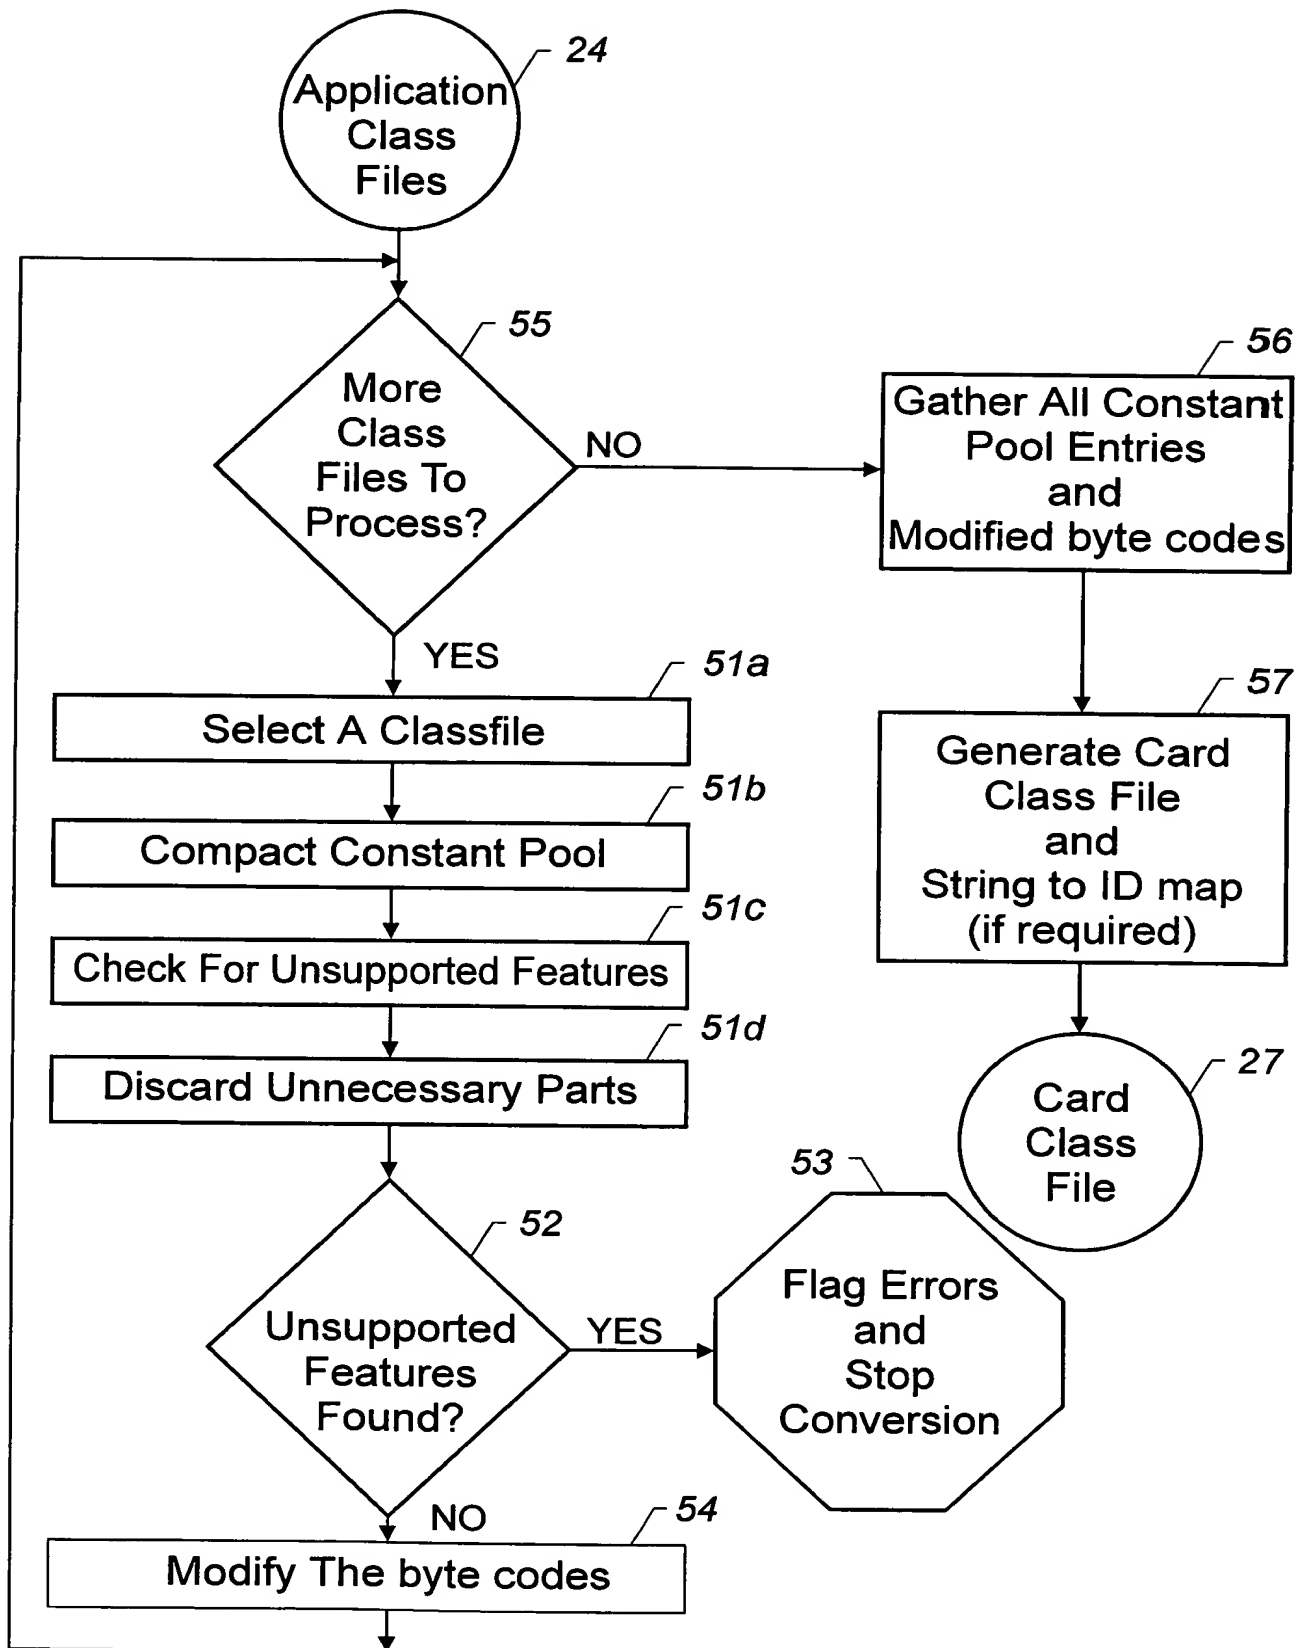 24
Application
Class
Files
55
More
Class
Files To
Process?
NO
YES
56
Gather All Constant
Pool Entries
and
Modified byte codes
51a
Select A Classfile
57
Generate Card
Class File
and
String to ID map
(if required)
51b
Compact Constant Pool
51c
Check For Unsupported Features
51d
Discard Unnecessary Parts
27
Card
Class
File
52
Unsupported
Features
Found?
YES
53
Flag Errors
and
Stop
Conversion
NO
54
Modify The byte codes